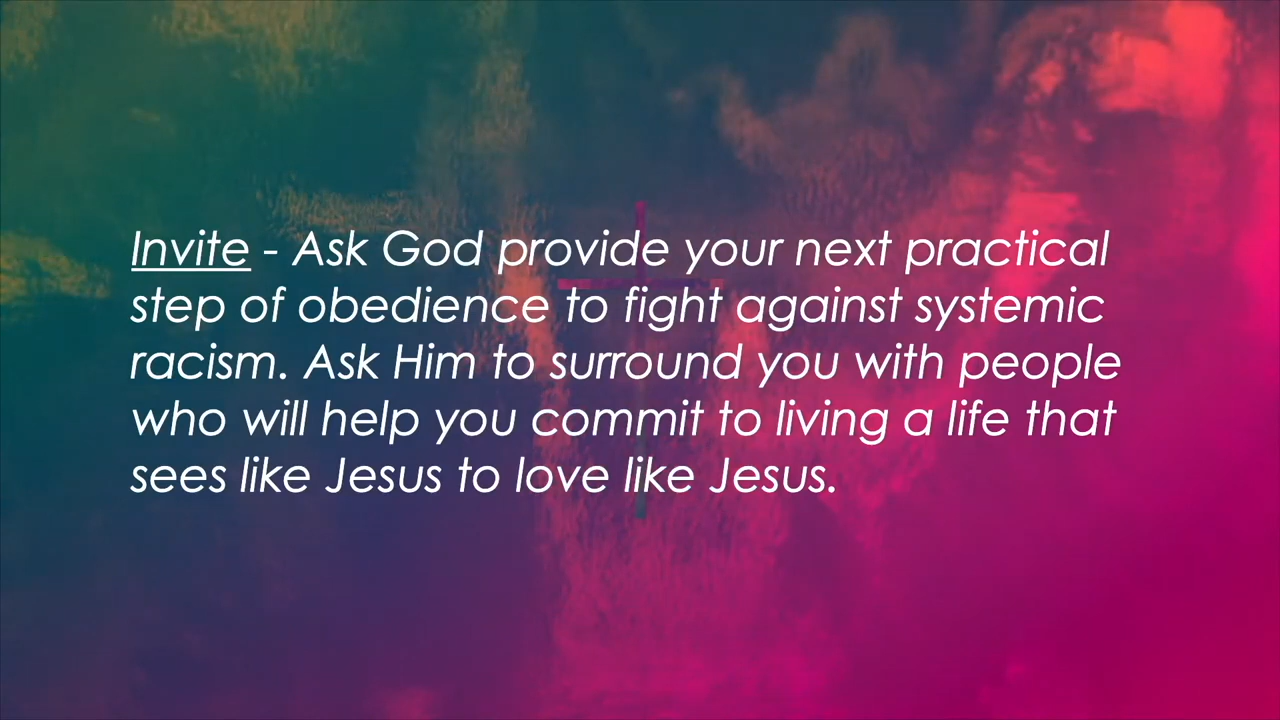 Invite - Ask God provide your next practical
step of obedience to fight against systemic
racism. Ask Him to surround you with people
who will help you commit to living a life that
sees like Jesus to love like Jesus.